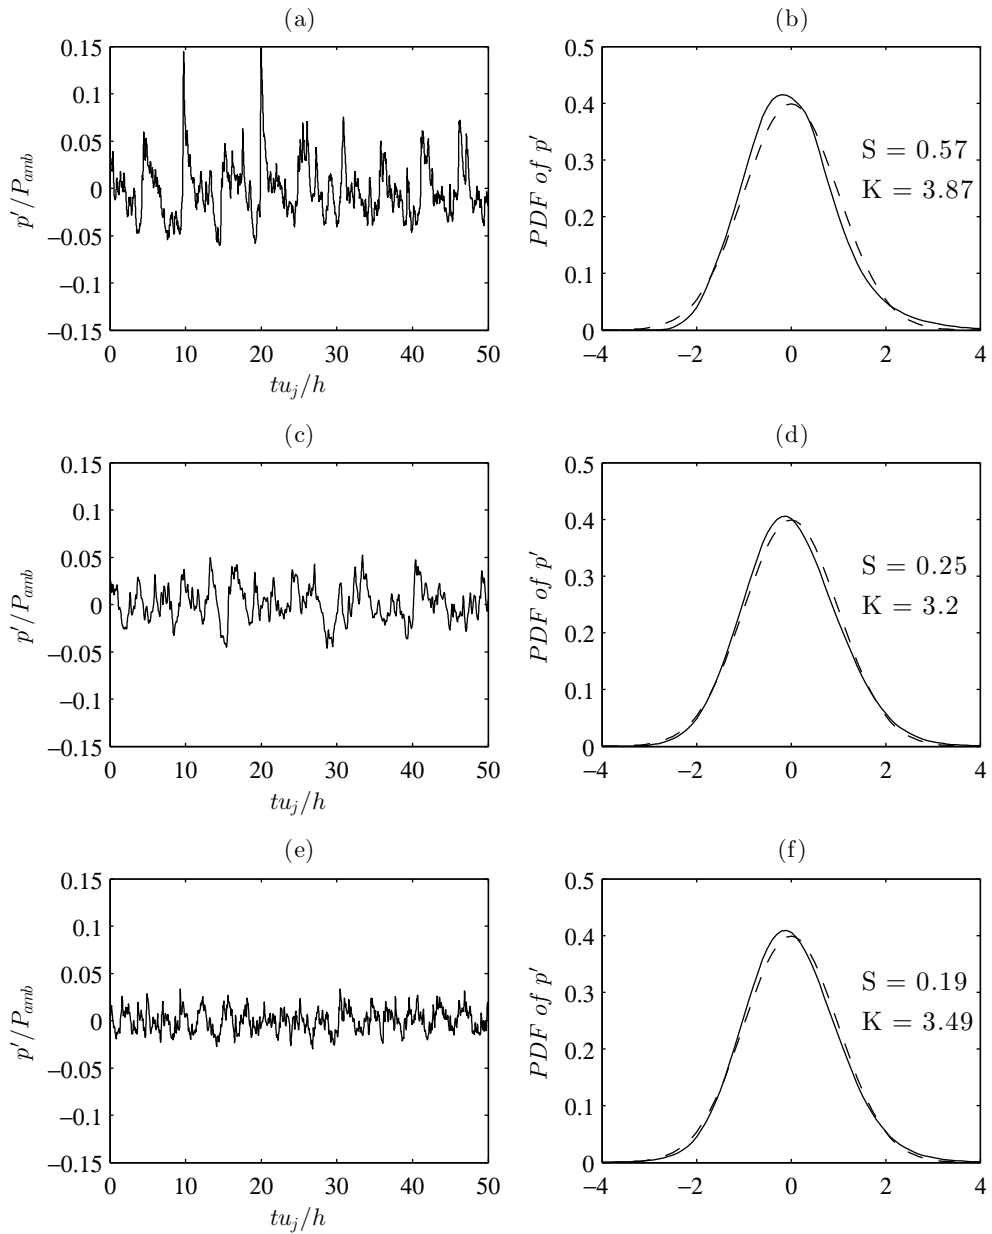 (a)
0.15
0.1
0.05
0
−0.05
−0.1
−0.15
p′/P_amb
0 10 20 30 40 50
tu_j/h
(b)
0.5
0.4
0.3
0.2
0.1
0
PDF of p′
S = 0.57
K = 3.87
−4 −2 0 2 4
(c)
0.15
0.1
0.05
0
−0.05
−0.1
−0.15
p′/P_amb
0 10 20 30 40 50
tu_j/h
(d)
0.5
0.4
0.3
0.2
0.1
0
PDF of p′
S = 0.25
K = 3.2
−4 −2 0 2 4
(e)
0.15
0.1
0.05
0
−0.05
−0.1
−0.15
p′/P_amb
0 10 20 30 40 50
tu_j/h
(f)
0.5
0.4
0.3
0.2
0.1
0
PDF of p′
S = 0.19
K = 3.49
−4 −2 0 2 4